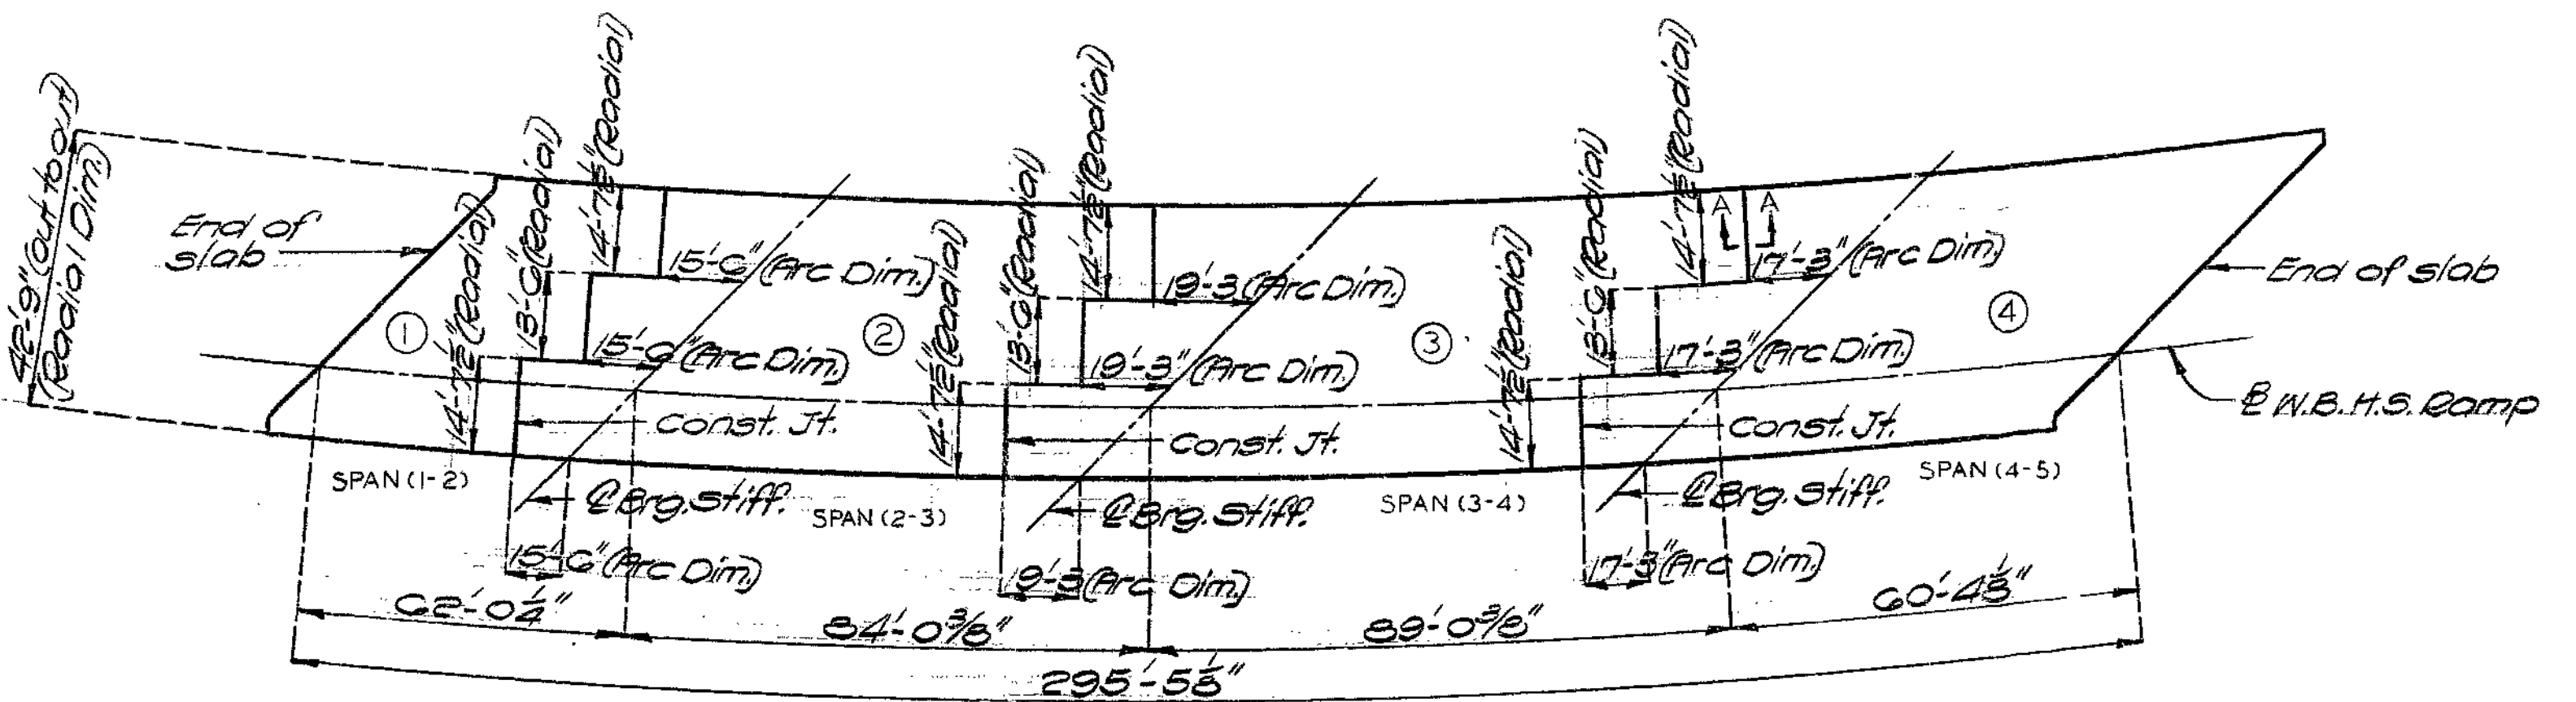 42'-9" (Out to out)
(Radial Dim.)
End of
slab
14'-7½" (Radial)
13'-6" (Radial)
14'-7½" (Radial)
15'-6" (Arc Dim.)
15'-6" (Arc Dim.)
1
2
Const. Jt.
SPAN (1-2)
℄ Brg. Stiff.
15'-6" (Arc Dim.)
14'-7½" (Radial)
13'-6" (Radial)
14'-7½" (Radial)
19'-3 (Arc Dim.)
19'-3" (Arc Dim.)
3
Const. Jt.
SPAN (2-3)
℄ Brg. Stiff.
19'-3 (Arc Dim.)
14'-7½" (Radial)
13'-6" (Radial)
14'-7½" (Radial)
A A
17'-3" (Arc Dim.)
17'-3" (Arc Dim.)
4
End of slab
Const. Jt.
℄ W.B.H.S. Ramp
SPAN (3-4)
℄ Brg. Stiff.
SPAN (4-5)
17'-3" (Arc Dim.)
62'-0¼"
84'-0⅜"
89'-0⅜"
60'-4⅛"
295'-5⅛"